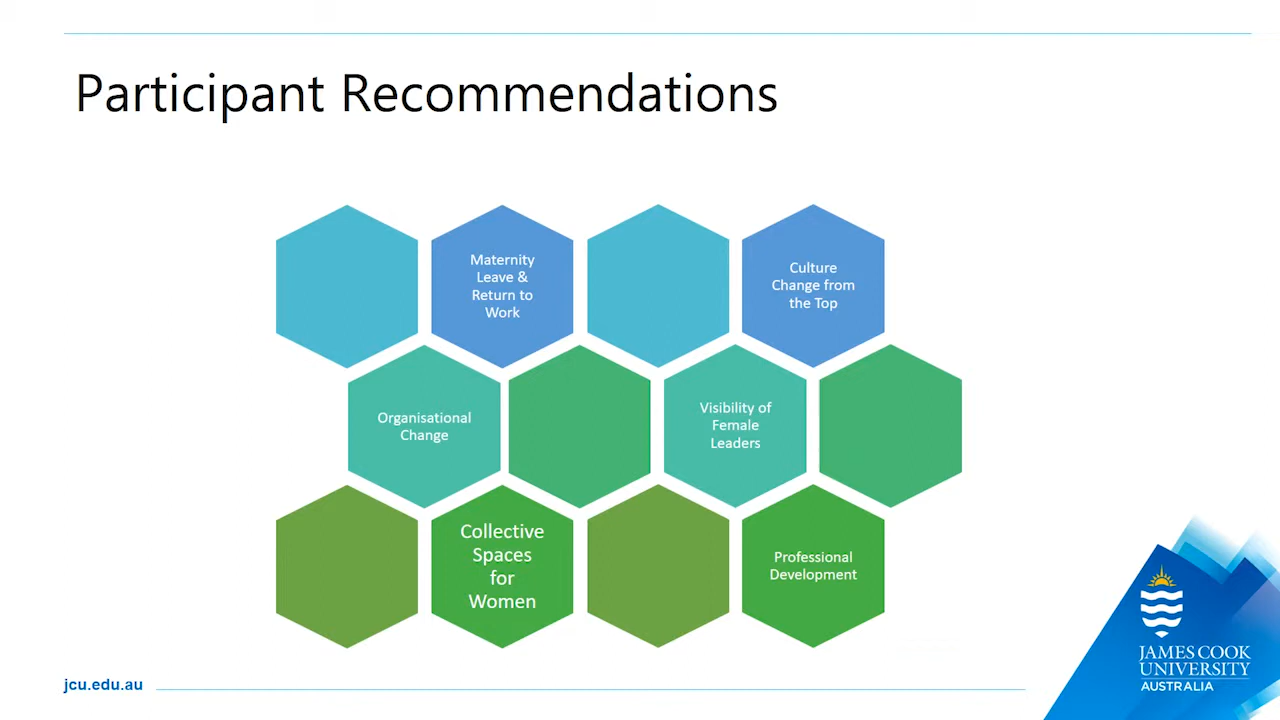 Participant Recommendations
Maternity
Leave &
Return to
Work
Culture
Change from
the Top
Organisational
Change
Visibility of
Female
Leaders
Collective
Spaces
for
Women
Professional
Development
jcu.edu.au
JAMES COOK
UNIVERSITY
AUSTRALIA